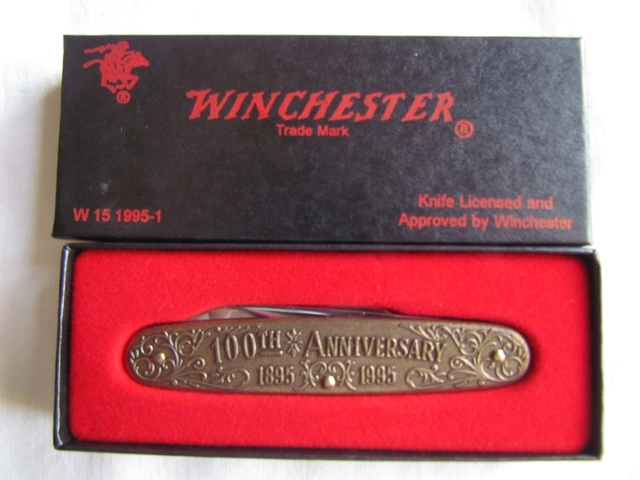 WINCHESTER
Trade Mark
®
®
W 15 1995-1
Knife Licensed and
Approved by Winchester
100TH ANNIVERSARY
1895 1995